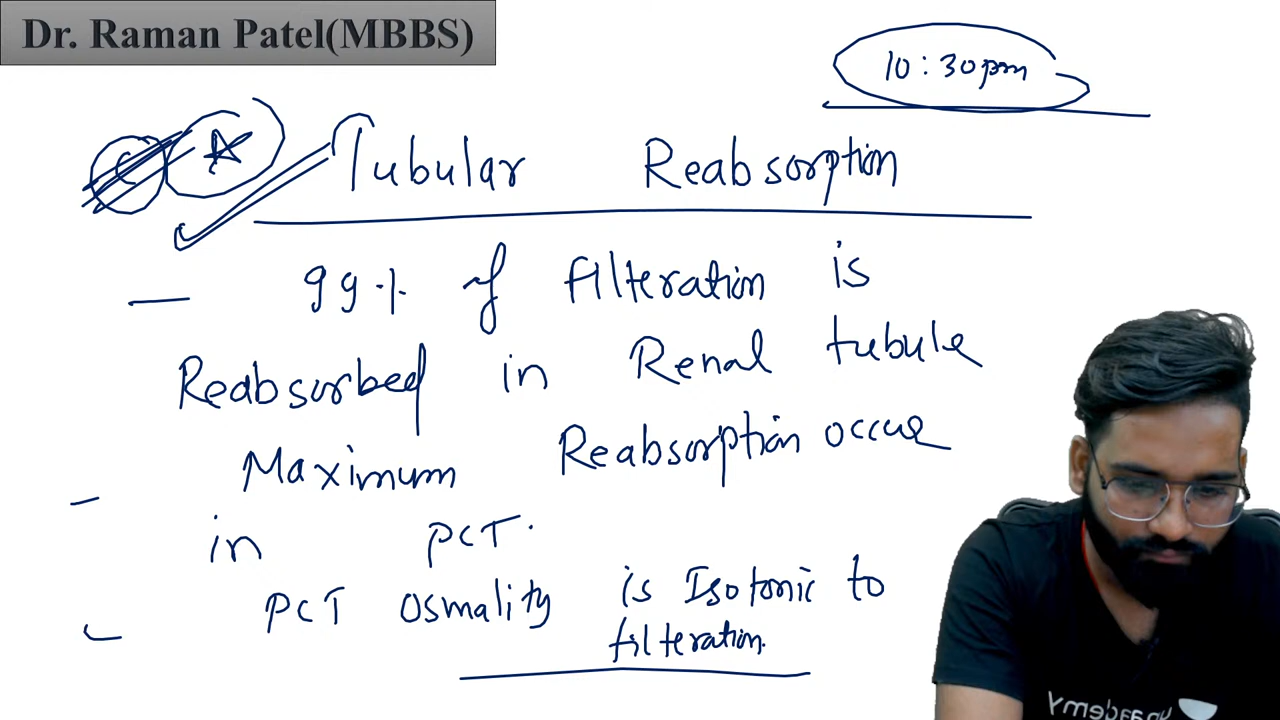 Dr. Raman Patel(MBBS)
10:30pm
Tubular Reabsorption
99% of filteration is
Reabsorbed in Renal tubule
Maximum Reabsorption occur
in PCT.
PCT Osmality is Isotonic to
filteration.
unacademy